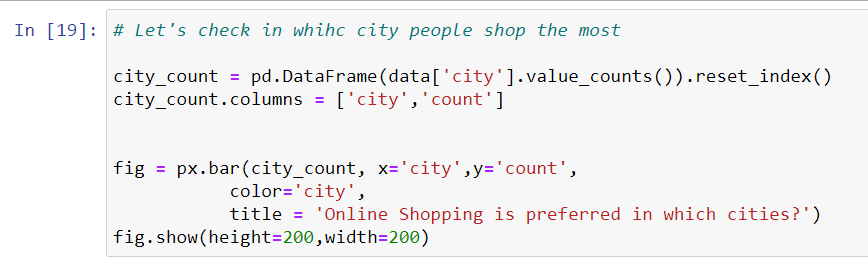 In [19]: # Let's check in whihc city people shop the most
city_count = pd.DataFrame(data['city'].value_counts()).reset_index()
city_count.columns = ['city','count']
fig = px.bar(city_count, x='city',y='count',
color='city',
title = 'Online Shopping is preferred in which cities?')
fig.show(height=200,width=200)